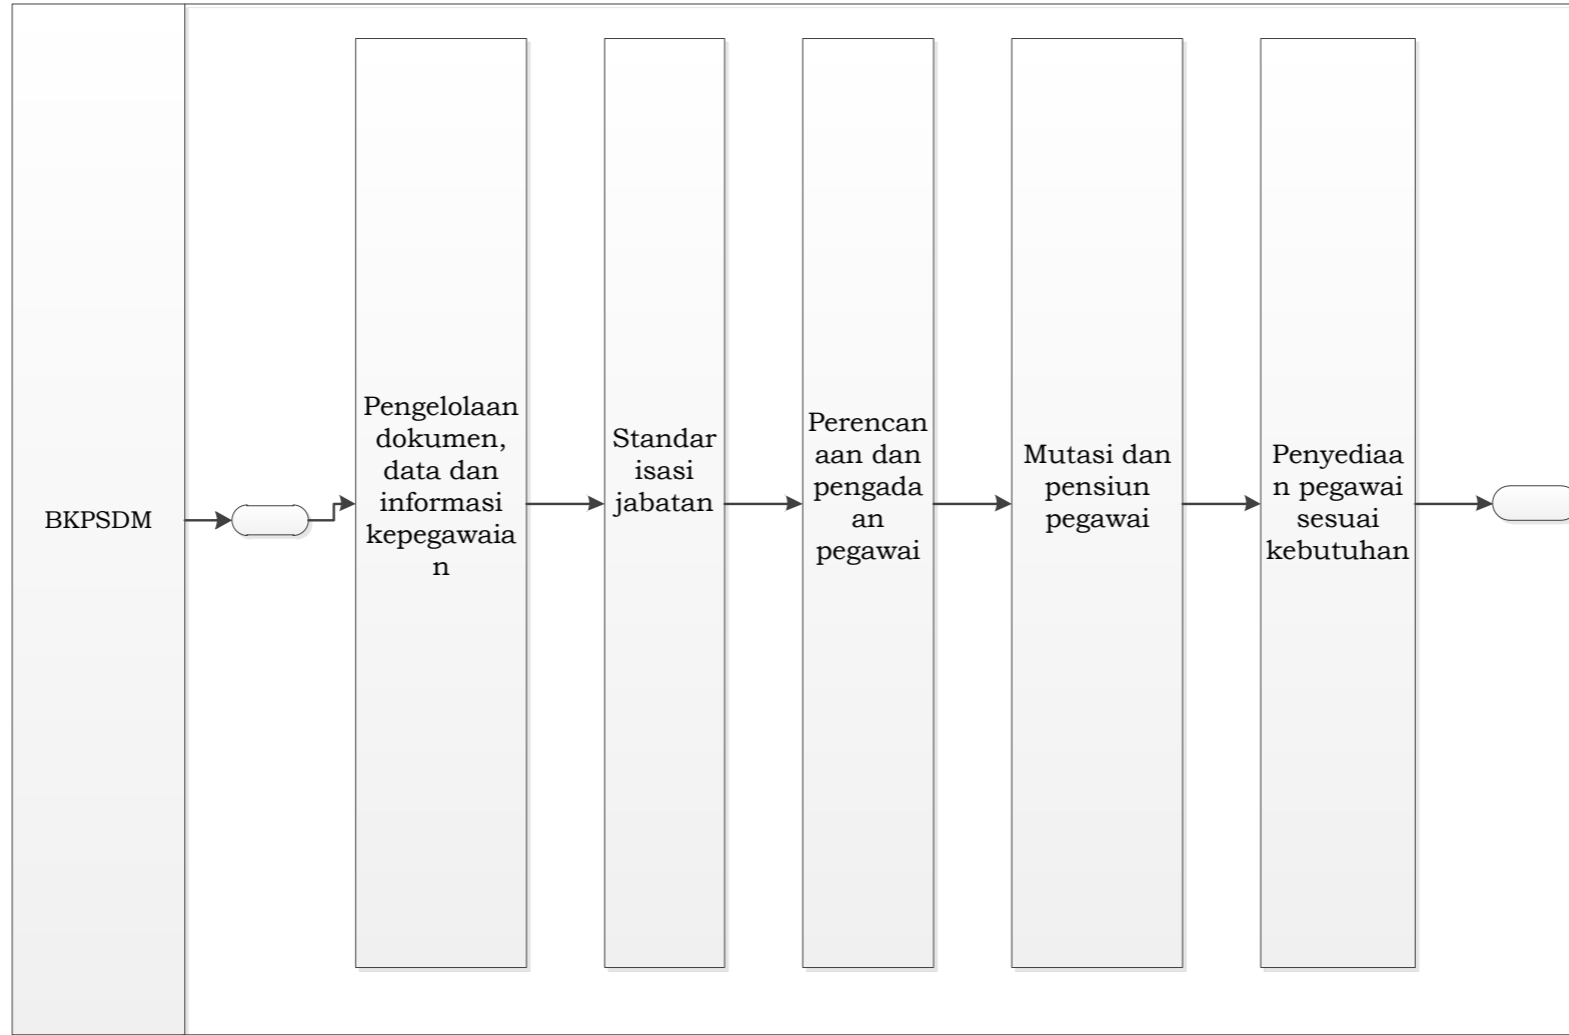 BKPSDM
Pengelolaan
dokumen,
data dan
informasi
kepegawaia
n
Standar
isasi
jabatan
Perencan
aan dan
pengada
an
pegawai
Mutasi dan
pensiun
pegawai
Penyediaa
n pegawai
sesuai
kebutuhan